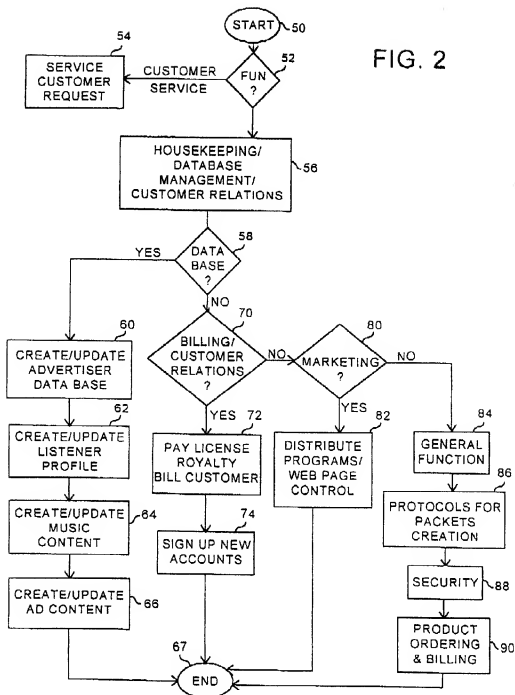 START
50
FIG. 2
54
SERVICE
CUSTOMER
REQUEST
CUSTOMER
SERVICE
FUN
?
52
HOUSEKEEPING/
DATABASE
MANAGEMENT/
CUSTOMER RELATIONS
56
YES
DATA
BASE
?
58
NO
60
CREATE/UPDATE
ADVERTISER
DATA BASE
62
CREATE/UPDATE
LISTENER
PROFILE
CREATE/UPDATE
MUSIC
CONTENT
64
CREATE/UPDATE
AD CONTENT
66
BILLING/
CUSTOMER
RELATIONS
?
70
NO
YES
72
PAY LICENSE
ROYALTY
BILL CUSTOMER
74
SIGN UP NEW
ACCOUNTS
MARKETING
?
80
NO
YES
82
DISTRIBUTE
PROGRAMS/
WEB PAGE
CONTROL
84
GENERAL
FUNCTION
86
PROTOCOLS FOR
PACKETS
CREATION
SECURITY
88
PRODUCT
ORDERING
& BILLING
90
67
END